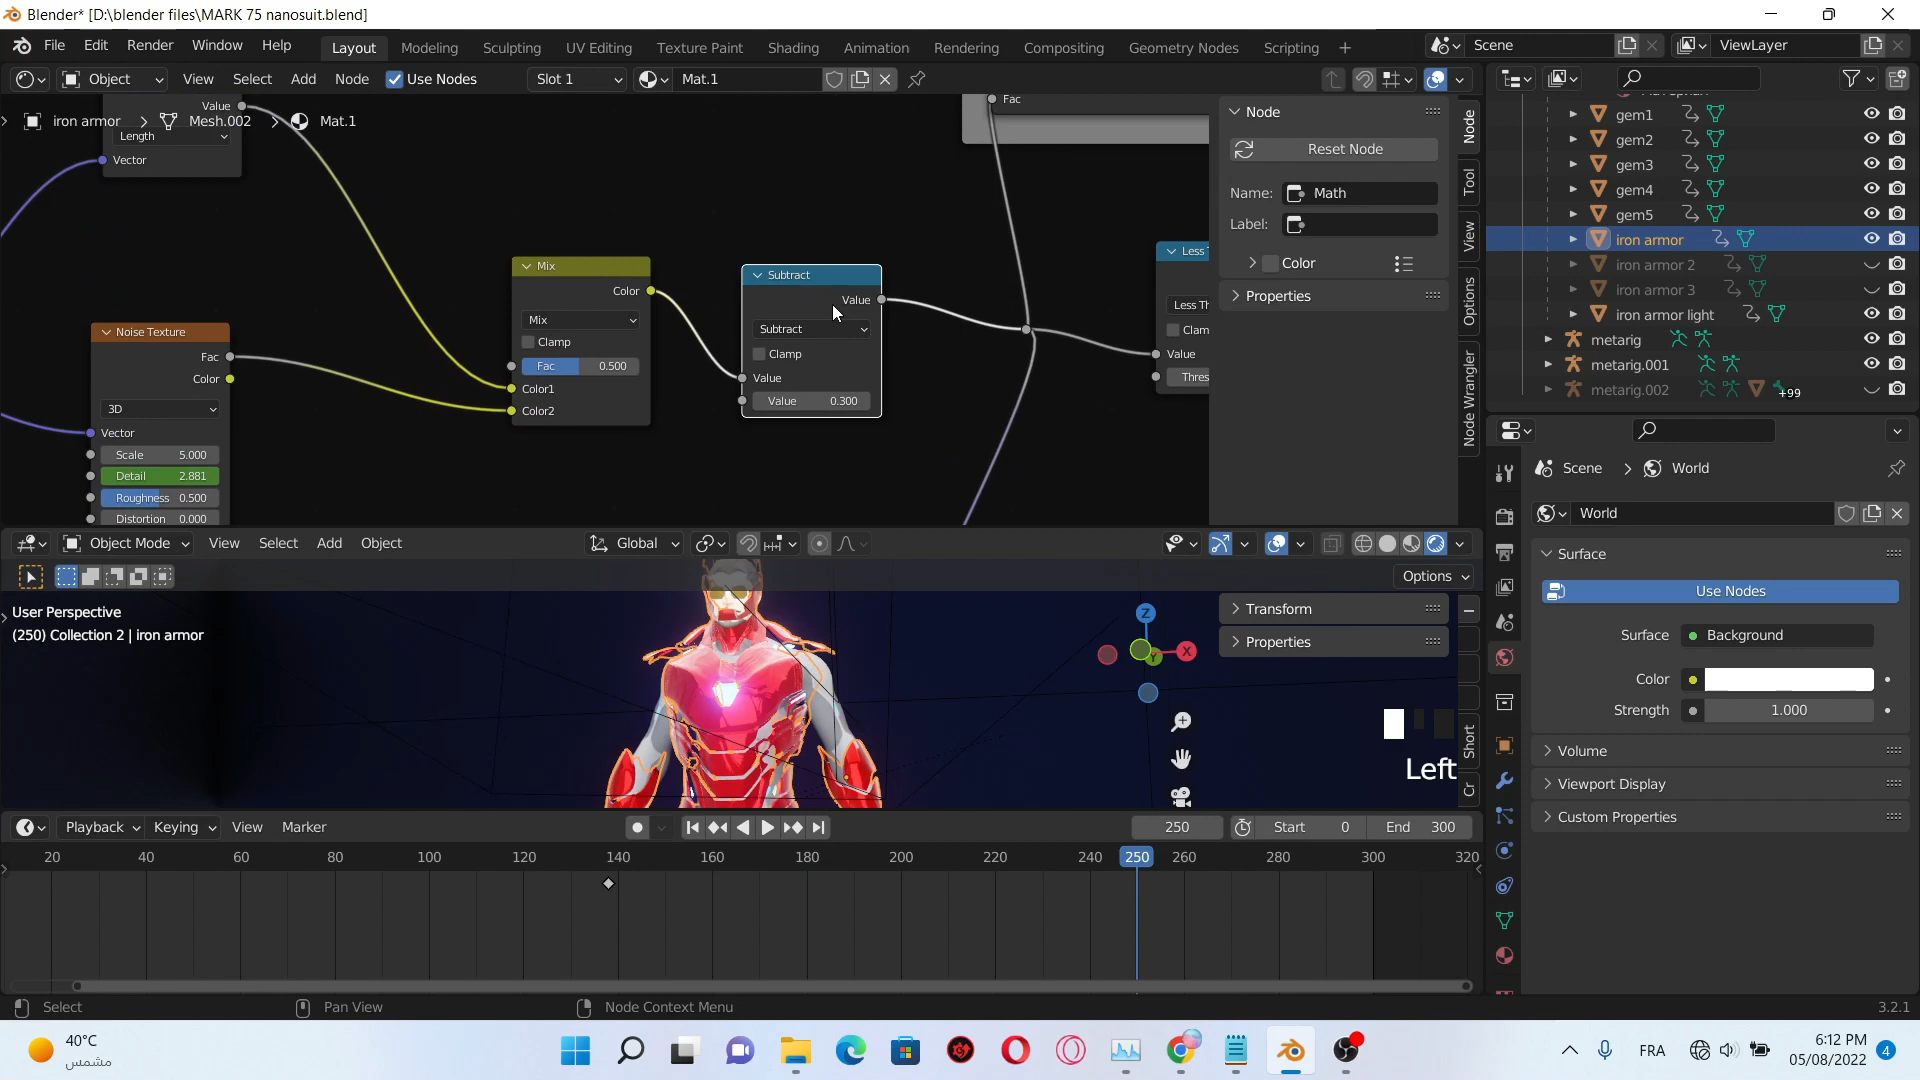 Blender* [D:\blender files\MARK 75 nanosuit.blend]
File Edit Render Window Help
Layout Modeling Sculpting UV Editing Texture Paint Shading Animation Rendering Compositing Geometry Nodes Scripting +
Scene
ViewLayer
Object View Select Add Node Use Nodes Slot 1 Mat.1
iron armor Mesh.002 Mat.1
Value
Length
Vector
Noise Texture
Fac
Color
3D
Vector
Scale 5.000
Detail 2.881
Roughness 0.500
Distortion 0.000
Mix
Color
Mix
Clamp
Fac 0.500
Color1
Color2
Subtract
Value
Subtract
Clamp
Value
Value 0.300
Fac
Less T
Less Th
Clam
Value
Thres
Node
Reset Node
Name: Math
Label:
Color
Properties
Node
Tool
View
Options
Node Wrangler
gem1
gem2
gem3
gem4
gem5
iron armor
iron armor 2
iron armor 3
iron armor light
metarig
metarig.001
metarig.002
+99
Scene World
World
Surface
Use Nodes
Surface Background
Color
Strength 1.000
Volume
Viewport Display
Custom Properties
Object Mode View Select Add Object Global
Options
User Perspective
(250) Collection 2 | iron armor
Transform
Properties
Z
X
Y
Short
Cr
Left
Playback Keying View Marker
250 Start 0 End 300
20 40 60 80 100 120 140 160 180 200 220 240 250 260 280 300 320
Select Pan View Node Context Menu 3.2.1
40°C
مشمس
FRA
6:12 PM
05/08/2022
4